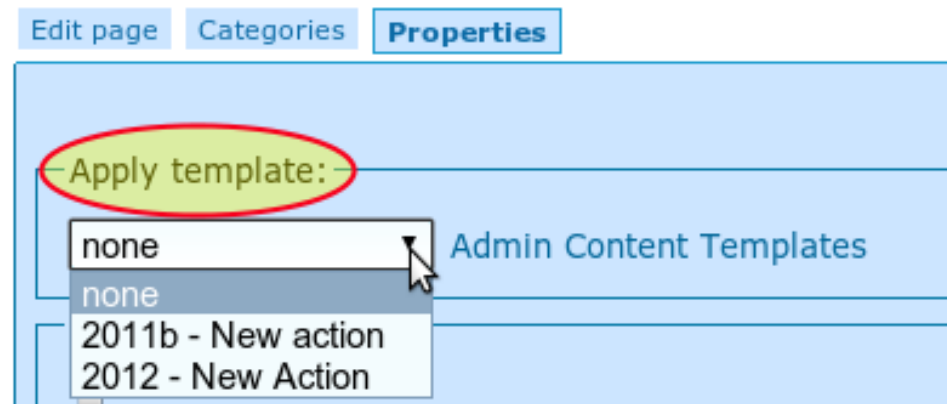 Edit page Categories Properties
Apply template:
none Admin Content Templates
none
2011b - New action
2012 - New Action